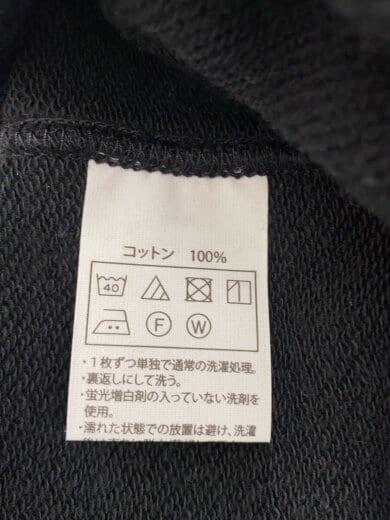 コットン 100%
40
F W
・1枚ずつ単独で通常の洗濯処理。
・裏返しにして洗う。
・蛍光増白剤の入っていない洗剤を
使用。
・濡れた状態での放置は避け、洗濯